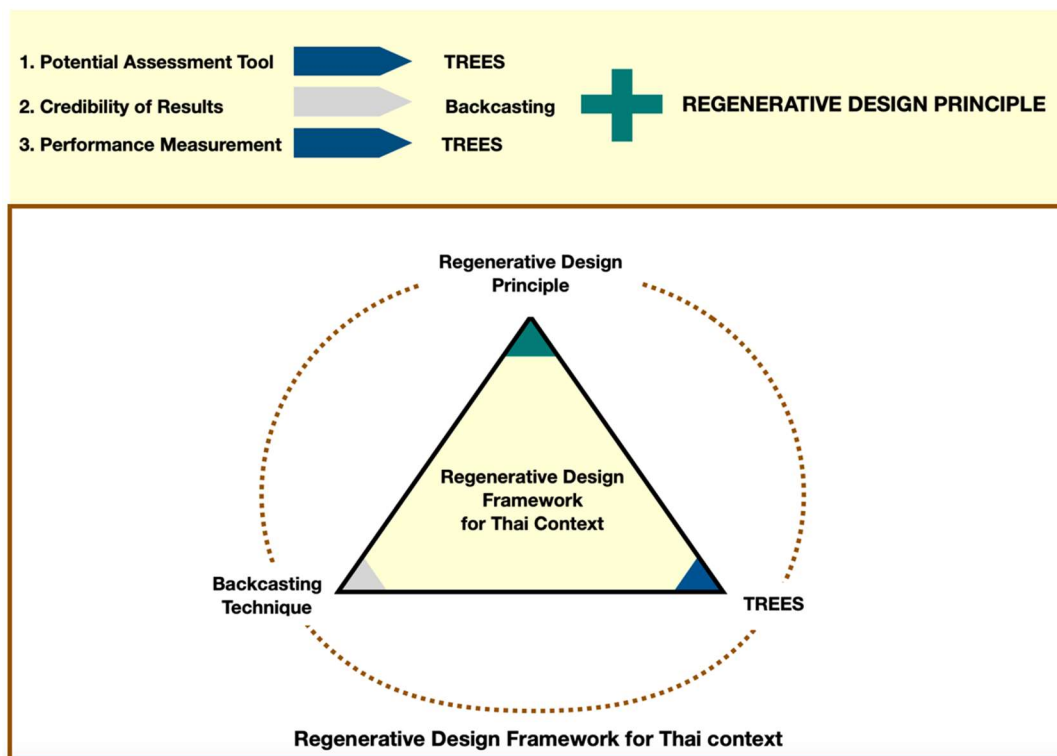 1. Potential Assessment Tool TREES
2. Credibility of Results Backcasting REGENERATIVE DESIGN PRINCIPLE
3. Performance Measurement TREES
Regenerative Design
Principle
Regenerative Design
Framework
for Thai Context
Backcasting
Technique
TREES
Regenerative Design Framework for Thai context